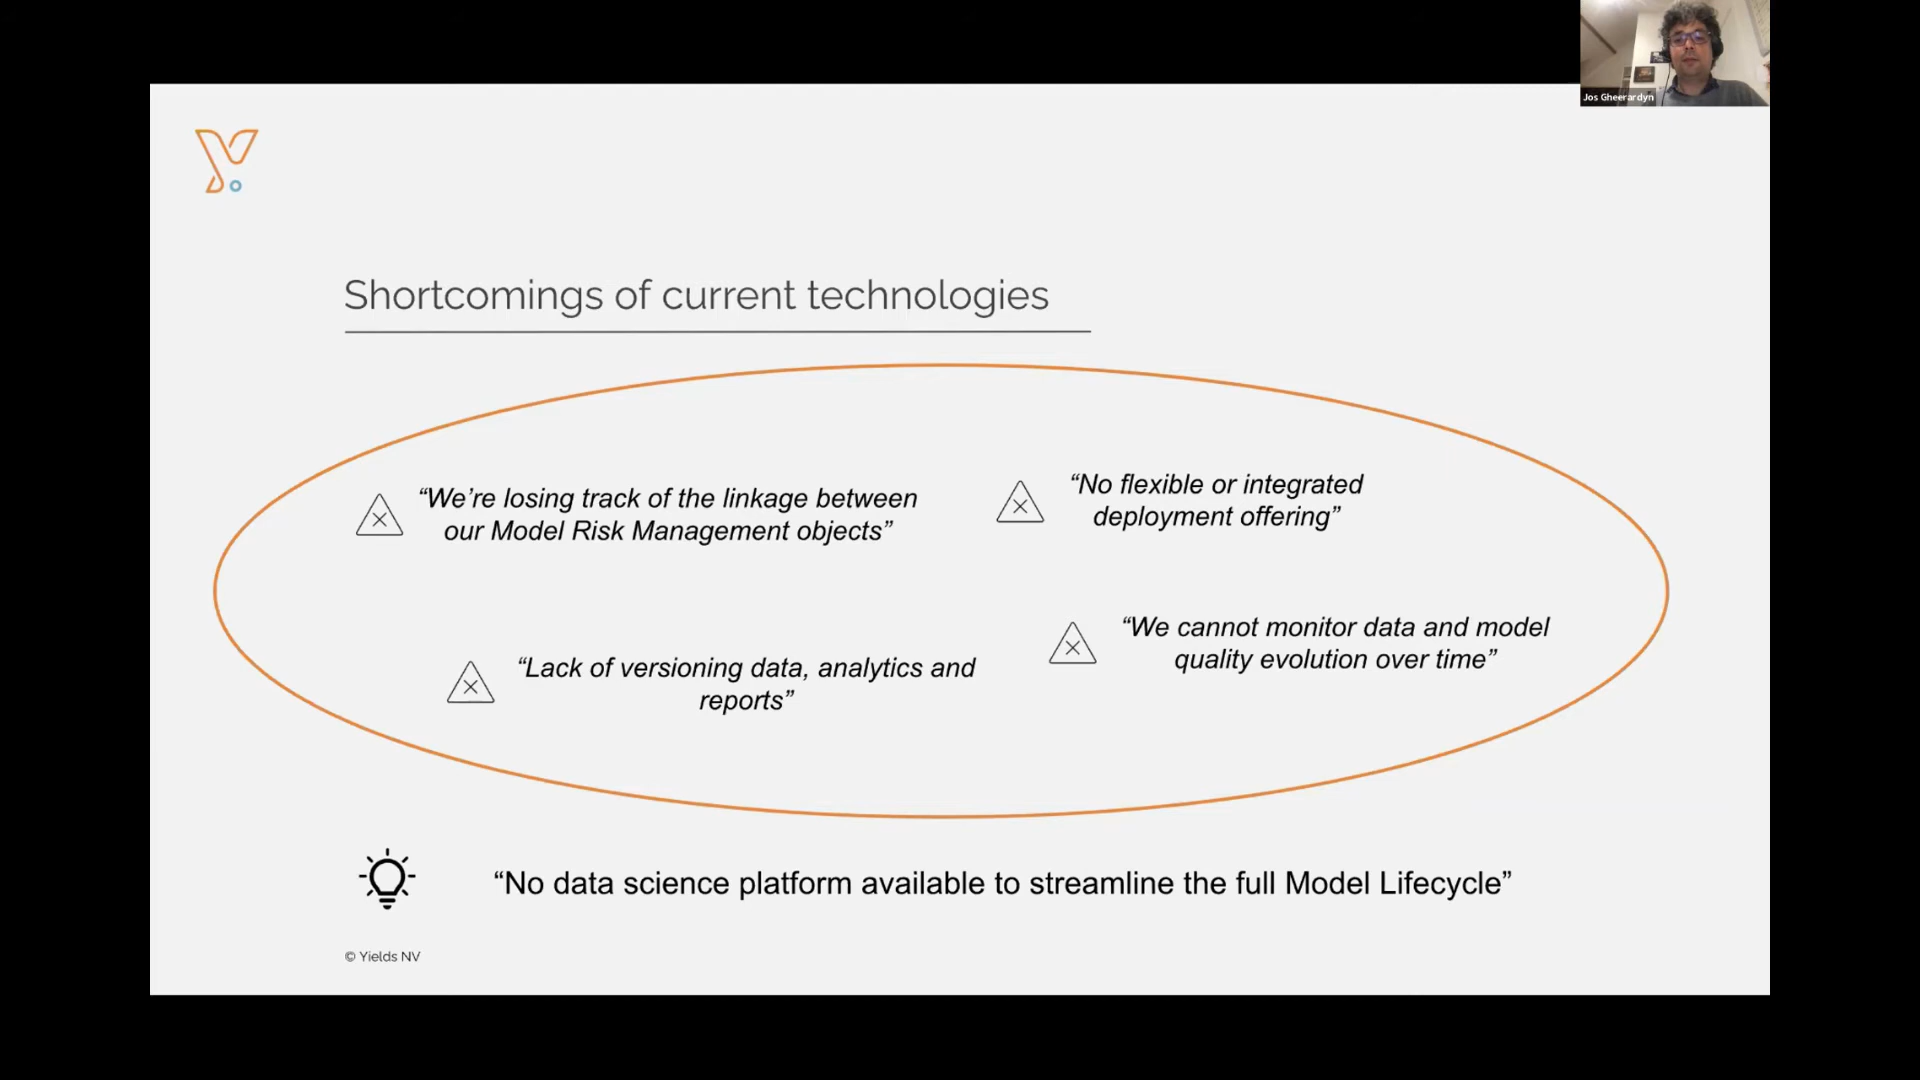 Jos Gheerardyn
Shortcomings of current technologies
“We’re losing track of the linkage between
our Model Risk Management objects”
“No flexible or integrated
deployment offering”
“Lack of versioning data, analytics and
reports”
“We cannot monitor data and model
quality evolution over time”
“No data science platform available to streamline the full Model Lifecycle”
© Yields NV